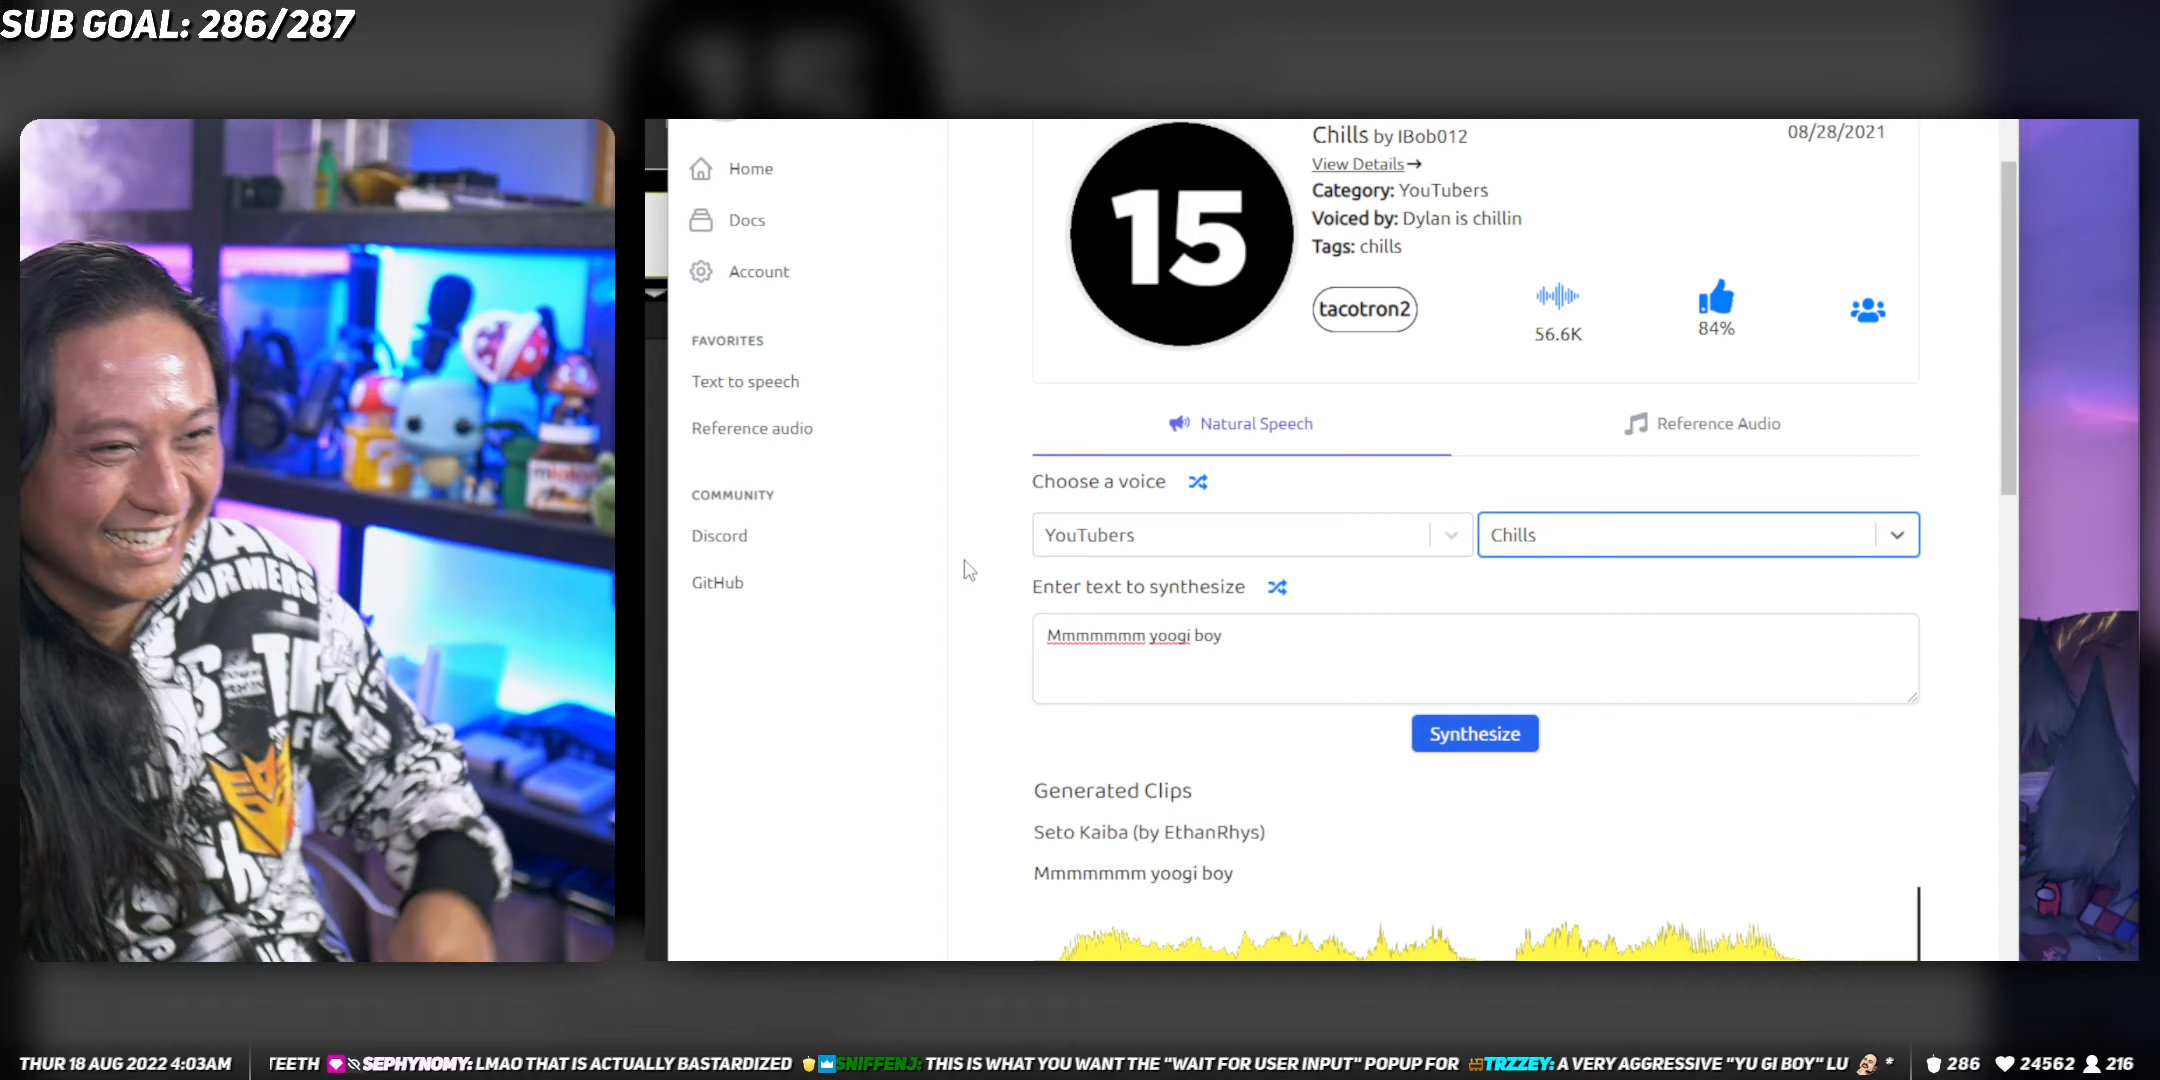 SUB GOAL: 286/287
Home
Docs
Account
FAVORITES
Text to speech
Reference audio
COMMUNITY
Discord
GitHub
15
Chills by IBob012
08/28/2021
View Details →
Category: YouTubers
Voiced by: Dylan is chillin
Tags: chills
tacotron2
56.6K
84%
Natural Speech
Reference Audio
Choose a voice
YouTubers
Chills
Enter text to synthesize
Mmmmmmm yoogi boy
Synthesize
Generated Clips
Seto Kaiba (by EthanRhys)
Mmmmmmm yoogi boy
THUR 18 AUG 2022 4:03AM
TEETH SEPHYNOMY: LMAO THAT IS ACTUALLY BASTARDIZED SNIFFENJ: THIS IS WHAT YOU WANT THE "WAIT FOR USER INPUT" POPUP FOR TRZZEY: A VERY AGGRESSIVE "YU GI BOY" LU *
286 24562 216